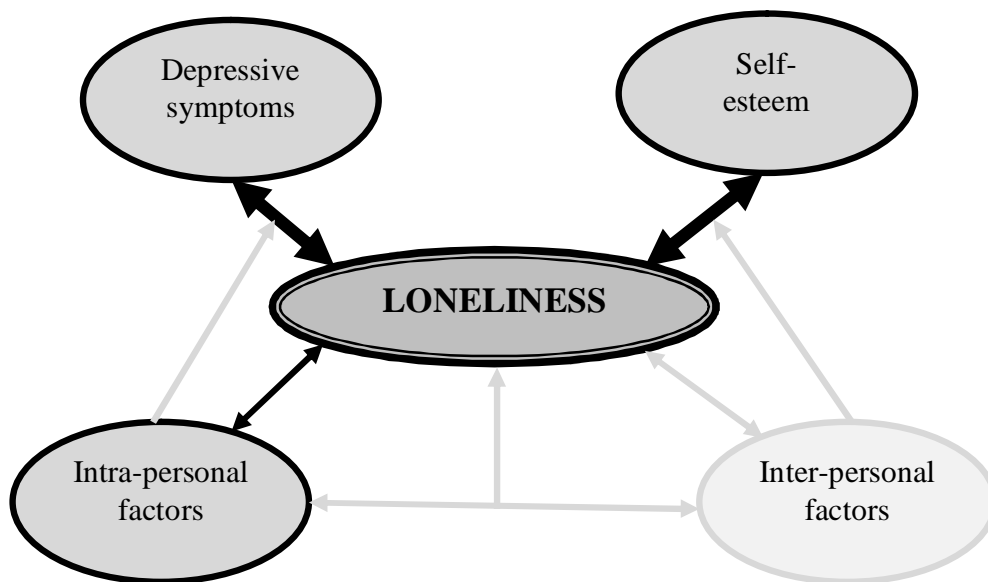 Depressive
symptoms
Self-
esteem
LONELINESS
Intra-personal
factors
Inter-personal
factors